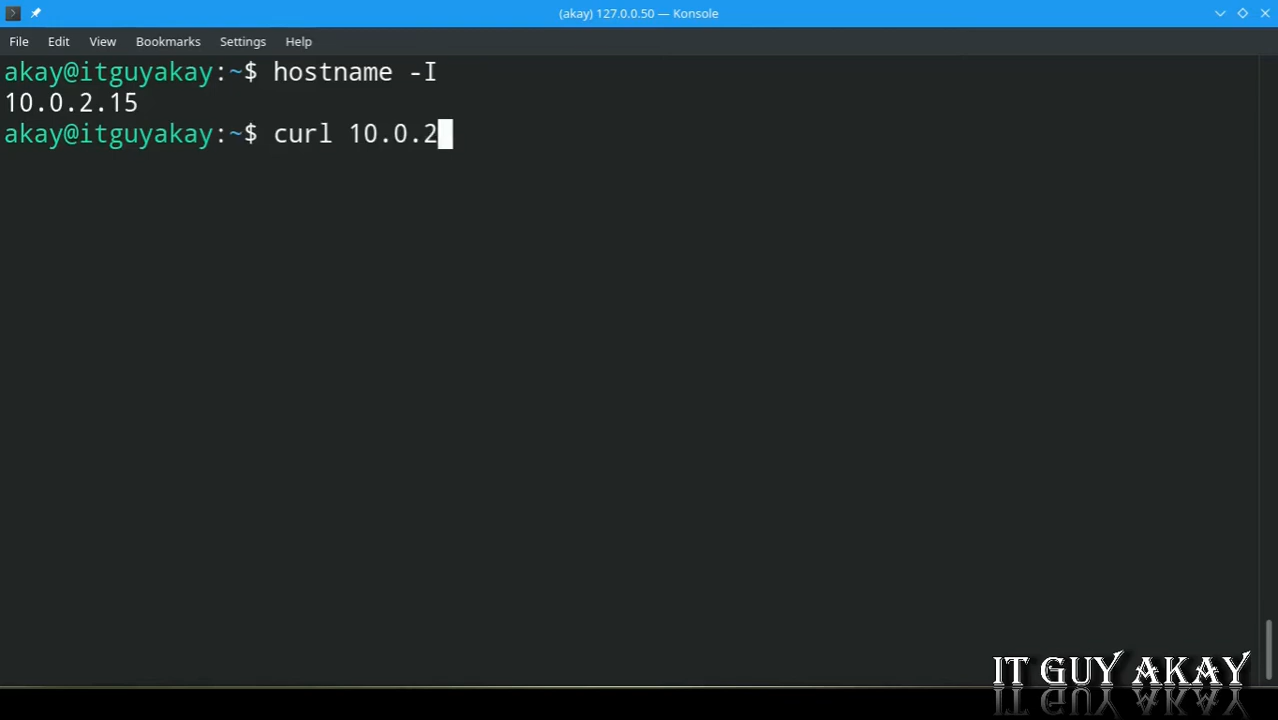 (akay) 127.0.0.50 — Konsole
File Edit View Bookmarks Settings Help
akay@itguyakay:~$ hostname -I
10.0.2.15
akay@itguyakay:~$ curl 10.0.2
IT GUY AKAY